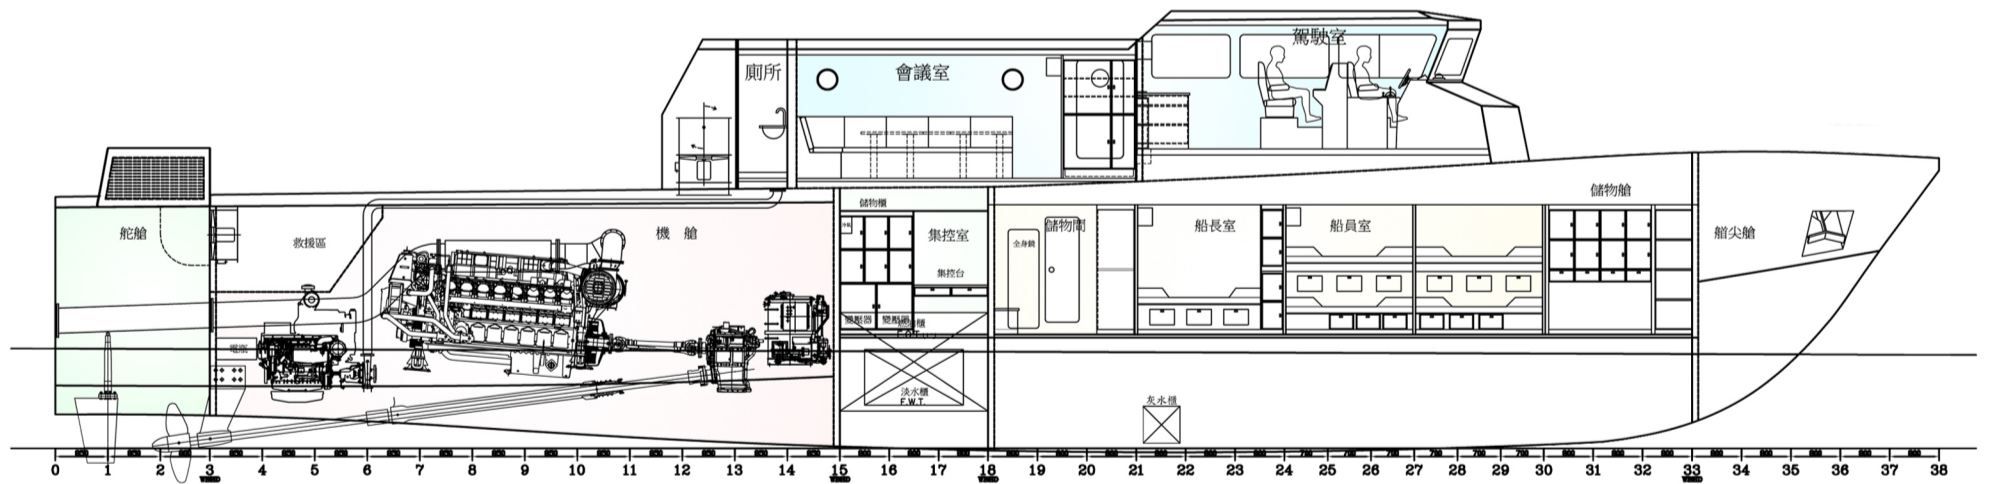 駕駛室
廁所
會議室
儲物艙
儲物櫃
舵艙
救援區
機 艙
集控室
全身鏡
儲物間
船長室
船員室
艏尖艙
集控台
變壓器
變壓器
電瓶
淡水櫃
F.W.T.
灰水櫃
0 1 2 3 4 5 6 7 8 9 10 11 12 13 14 15 16 17 18 19 20 21 22 23 24 25 26 27 28 29 30 31 32 33 34 35 36 37 38